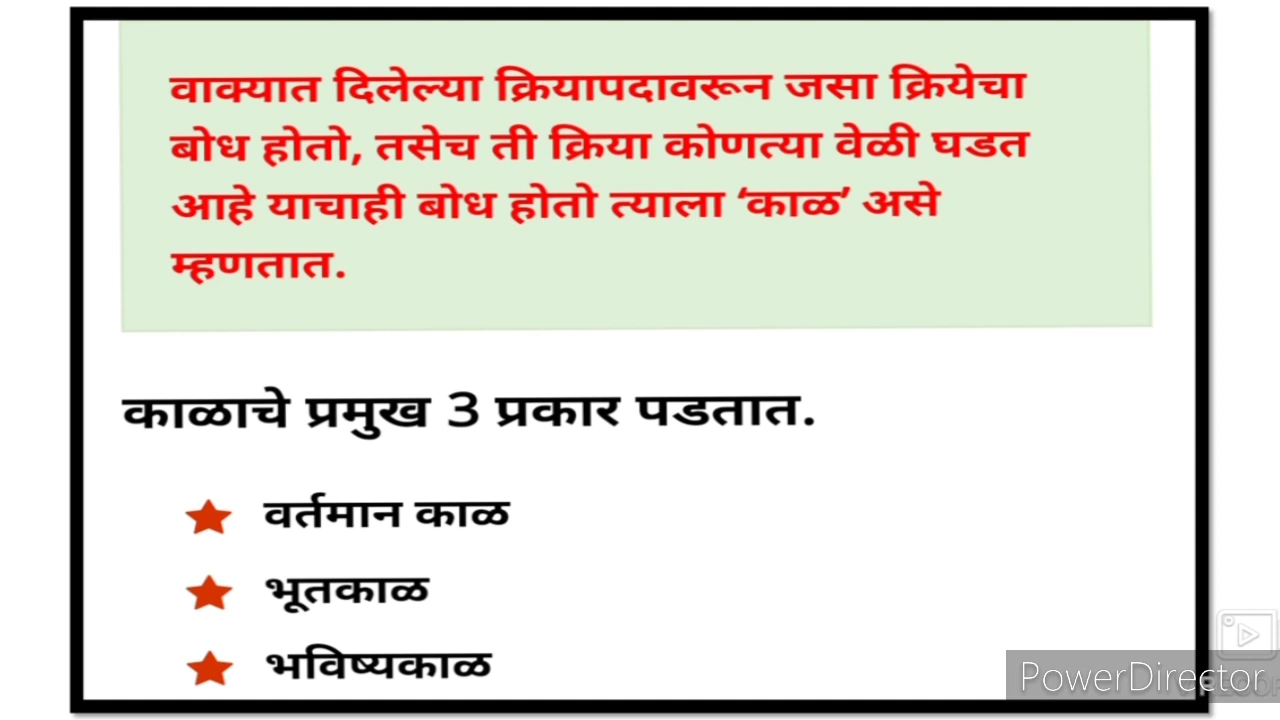 वाक्यात दिलेल्या क्रियापदावरून जसा क्रियेचा
बोध होतो, तसेच ती क्रिया कोणत्या वेळी घडत
आहे याचाही बोध होतो त्याला ‘काळ’ असे
म्हणतात.
काळाचे प्रमुख 3 प्रकार पडतात.
वर्तमान काळ
भूतकाळ
भविष्यकाळ
PowerDirector